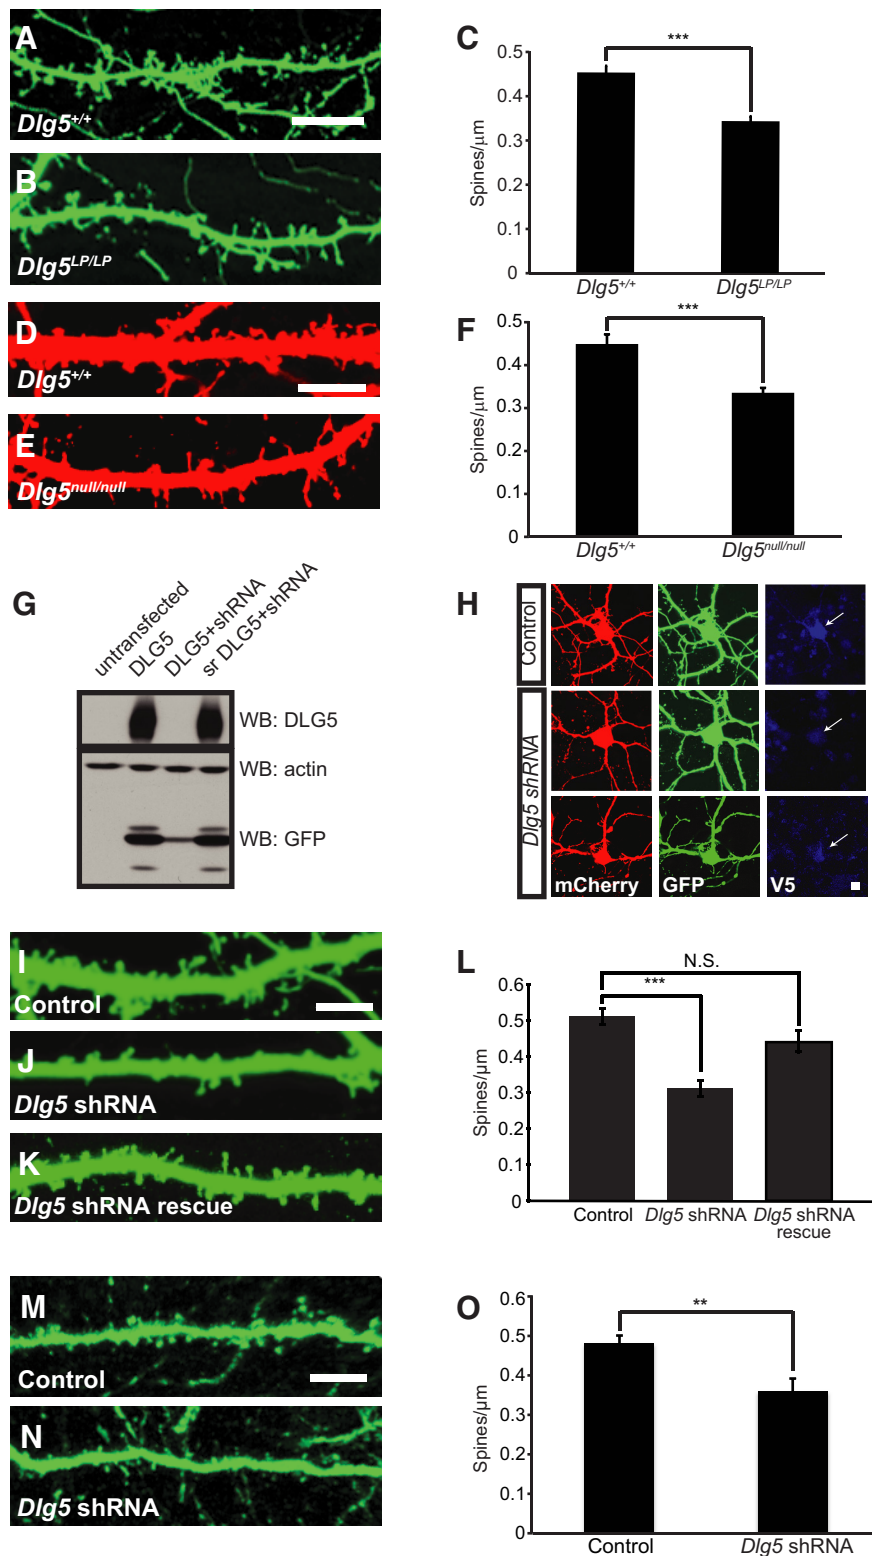 A
Dlg5+/+
B
Dlg5LP/LP
C
0.5
0.4
0.3
0.2
0.1
0
Spines/μm
***
Dlg5+/+
Dlg5LP/LP
D
Dlg5+/+
E
Dlg5null/null
F
0.5
0.4
0.3
0.2
0.1
0
Spines/μm
***
Dlg5+/+
Dlg5null/null
G
untransfected
DLG5
DLG5+shRNA
sr DLG5+shRNA
WB: DLG5
WB: actin
WB: GFP
H
Control
Dlg5 shRNA
mCherry
GFP
V5
I
Control
J
Dlg5 shRNA
K
Dlg5 shRNA rescue
L
0.6
0.5
0.4
0.3
0.2
0.1
0
Spines/μm
N.S.
***
Control
Dlg5 shRNA
Dlg5 shRNA
rescue
M
Control
N
Dlg5 shRNA
O
0.6
0.5
0.4
0.3
0.2
0.1
0
Spines/μm
**
Control
Dlg5 shRNA